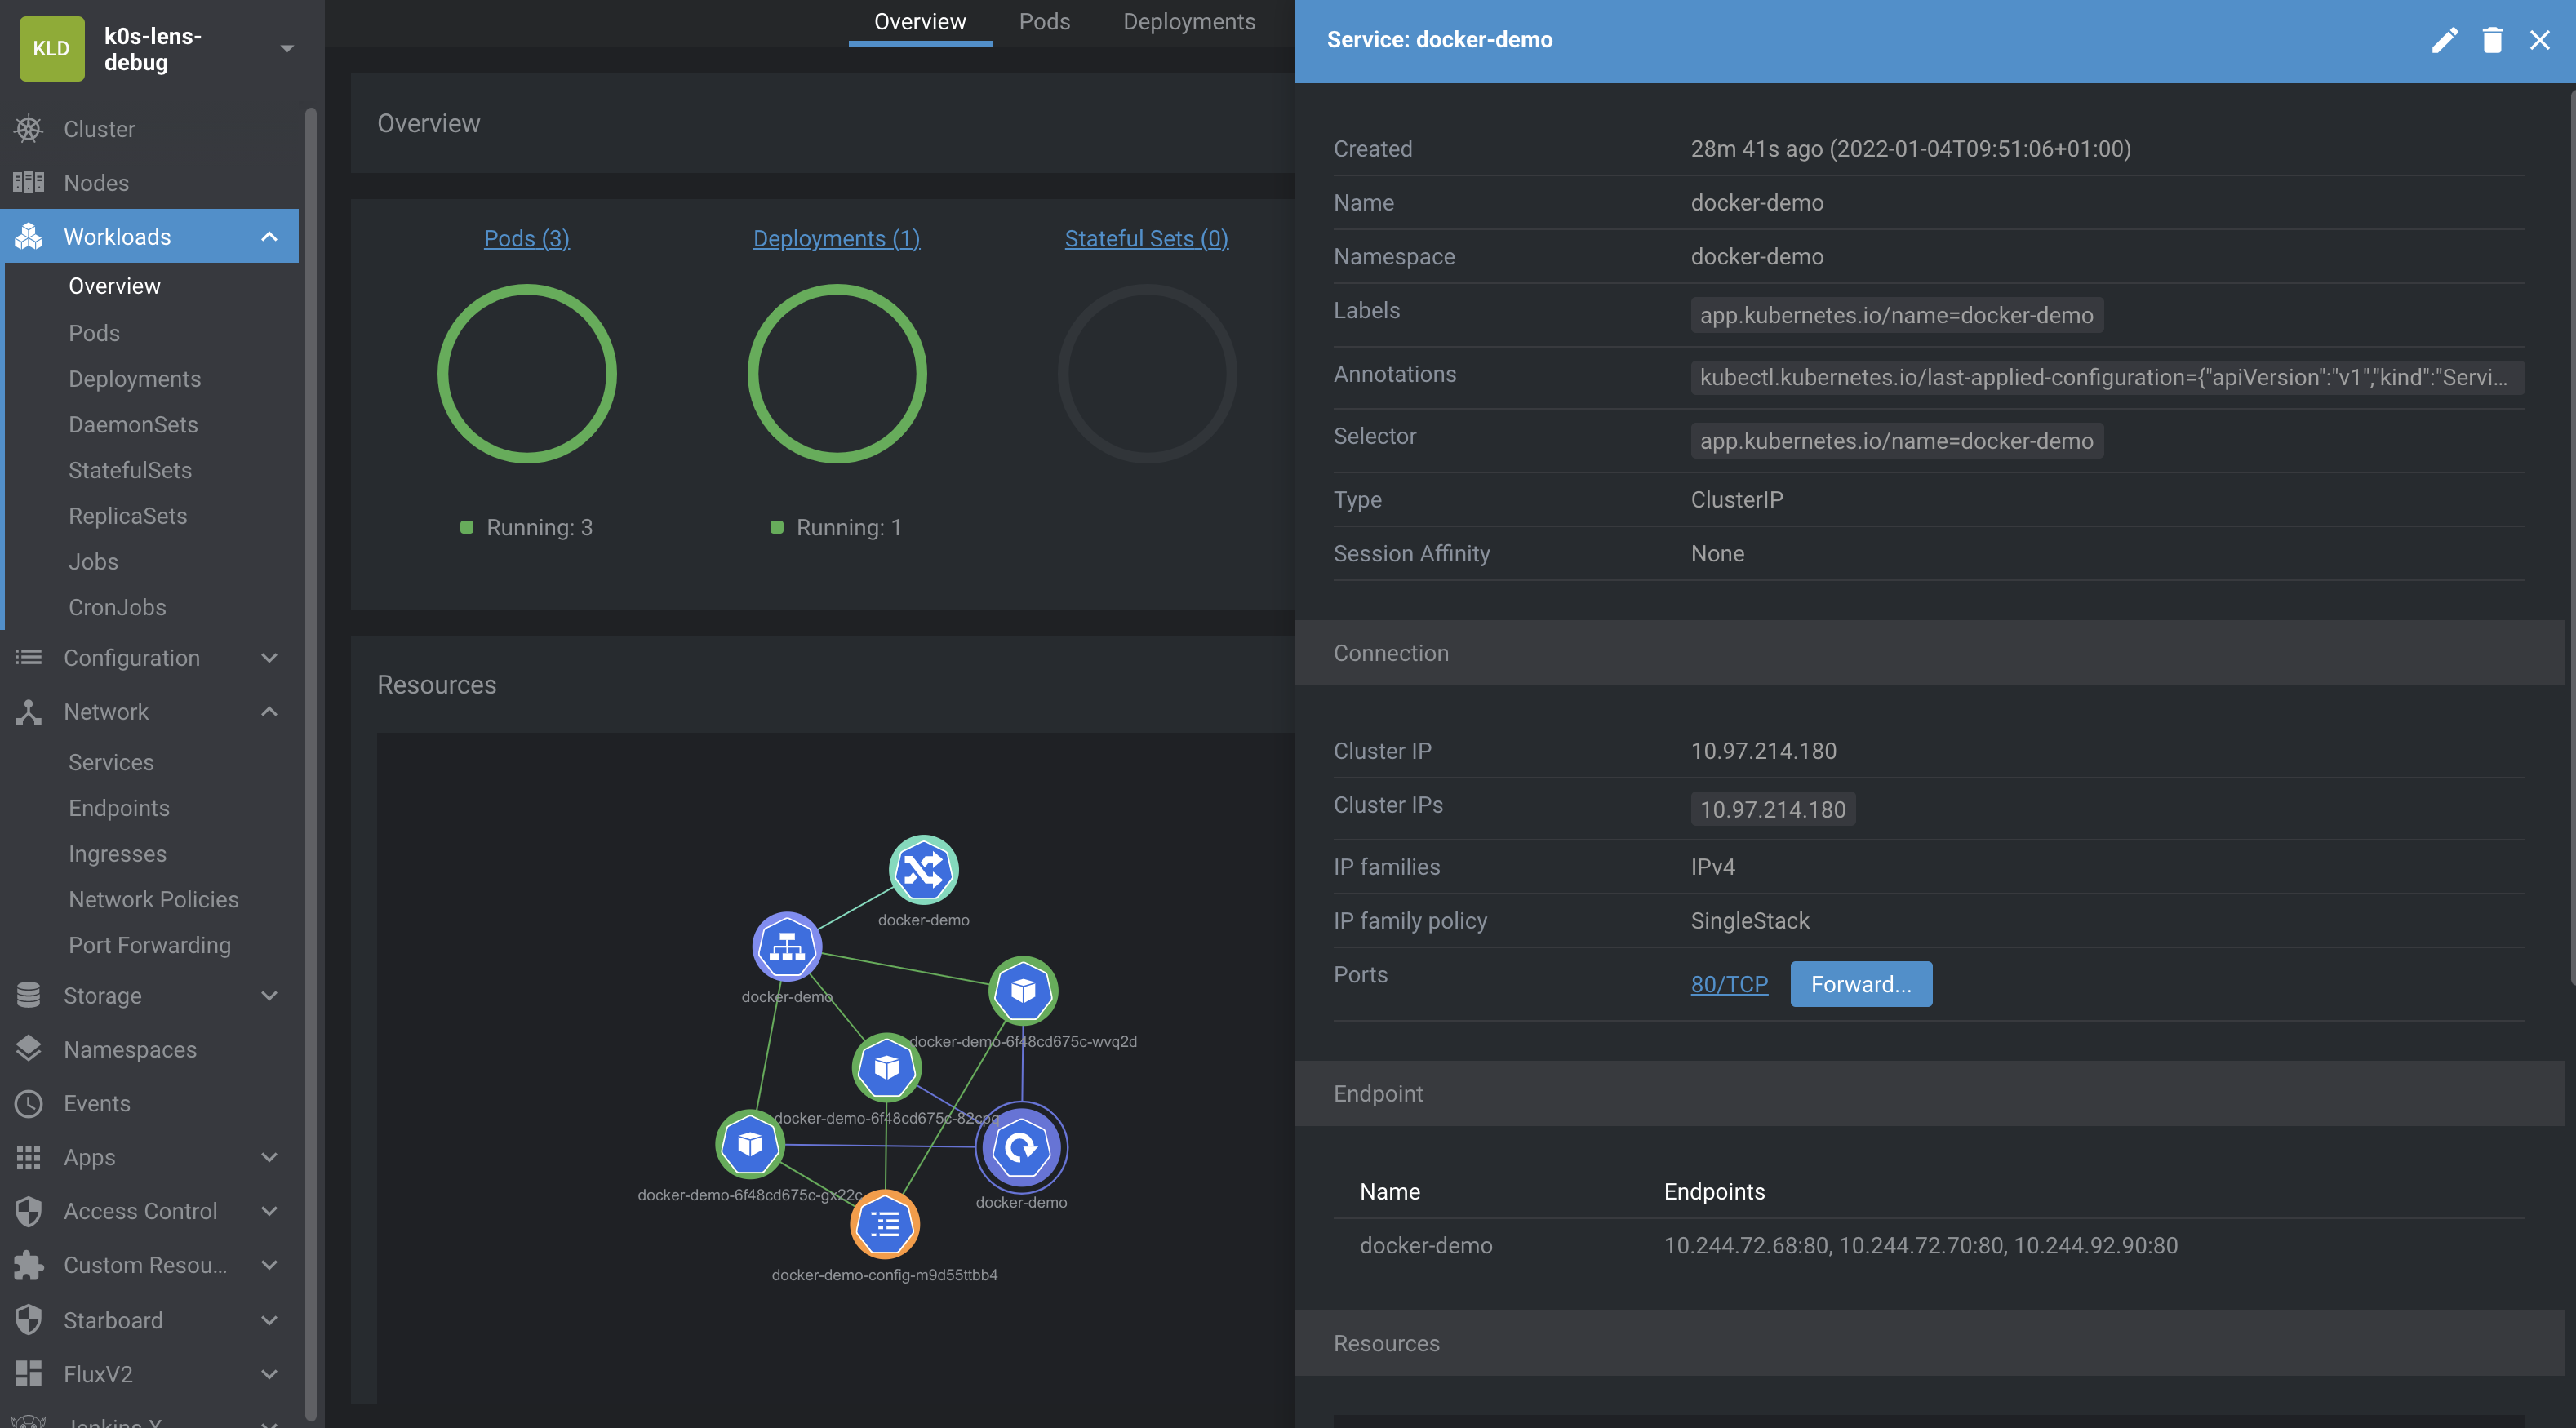 KLD
k0s-lens-
debug
Cluster
Nodes
Workloads
Overview
Pods
Deployments
DaemonSets
StatefulSets
ReplicaSets
Jobs
CronJobs
Configuration
Network
Services
Endpoints
Ingresses
Network Policies
Port Forwarding
Storage
Namespaces
Events
Apps
Access Control
Custom Resou...
Starboard
FluxV2
Jenkins X
Overview Pods Deployments
Overview
Pods (3) Deployments (1) Stateful Sets (0)
Running: 3 Running: 1
Resources
docker-demo
docker-demo
docker-demo-6f48cd675c-wvq2d
docker-demo-6f48cd675c-82cpq
docker-demo-6f48cd675c-gx22c
docker-demo
docker-demo-config-m9d55ttbb4
Service: docker-demo
Created 28m 41s ago (2022-01-04T09:51:06+01:00)
Name docker-demo
Namespace docker-demo
Labels app.kubernetes.io/name=docker-demo
Annotations kubectl.kubernetes.io/last-applied-configuration={"apiVersion":"v1","kind":"Servi...
Selector app.kubernetes.io/name=docker-demo
Type ClusterIP
Session Affinity None
Connection
Cluster IP 10.97.214.180
Cluster IPs 10.97.214.180
IP families IPv4
IP family policy SingleStack
Ports 80/TCP Forward...
Endpoint
Name Endpoints
docker-demo 10.244.72.68:80, 10.244.72.70:80, 10.244.92.90:80
Resources